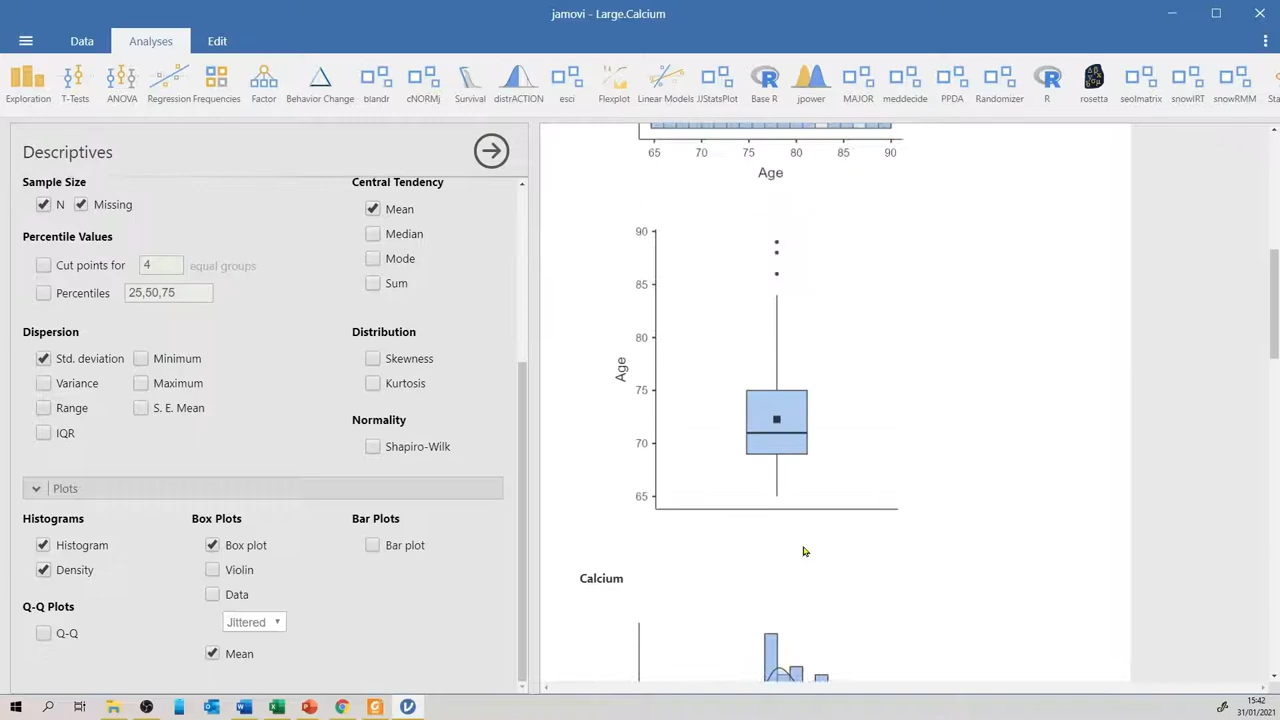 jamovi - Large.Calcium
Data
Analyses
Edit
Exploration
T-Tests
ANOVA
Regression
Frequencies
Factor
Behavior Change
blandr
cNORMj
Survival
distrACTION
esci
Flexplot
Linear Models
JJStatsPlot
Base R
jpower
MAJOR
meddecide
PPDA
Randomizer
R
rosetta
seolmatrix
snowIRT
snowRMM
Descriptives
Sample Size
N
Missing
Percentile Values
Cut points for 4 equal groups
Percentiles 25,50,75
Dispersion
Std. deviation
Minimum
Variance
Maximum
Range
S. E. Mean
IQR
Central Tendency
Mean
Median
Mode
Sum
Distribution
Skewness
Kurtosis
Normality
Shapiro-Wilk
Plots
Histograms
Histogram
Density
Q-Q Plots
Q-Q
Box Plots
Box plot
Violin
Data
Jittered
Mean
Bar Plots
Bar plot
65 70 75 80 85 90
Age
90
85
80
75
70
65
Age
Calcium
15:42
31/01/2021